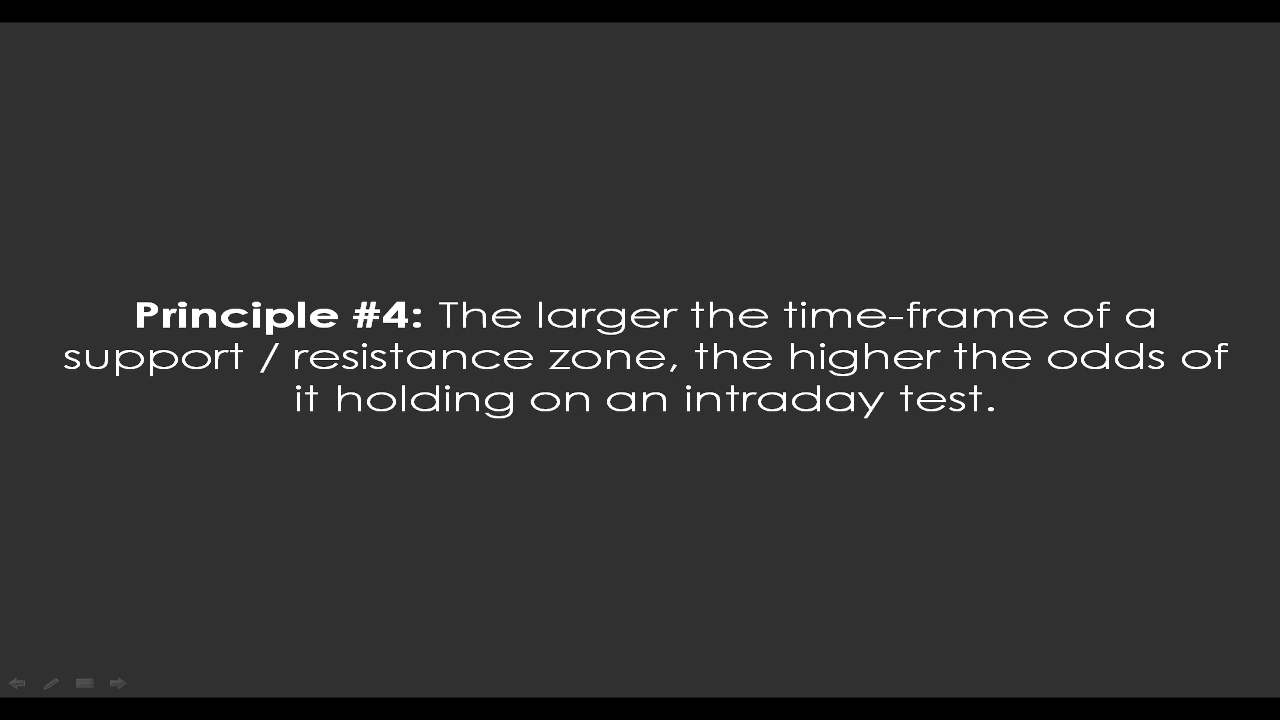 Principle #4: The larger the time-frame of a
support / resistance zone, the higher the odds of
it holding on an intraday test.